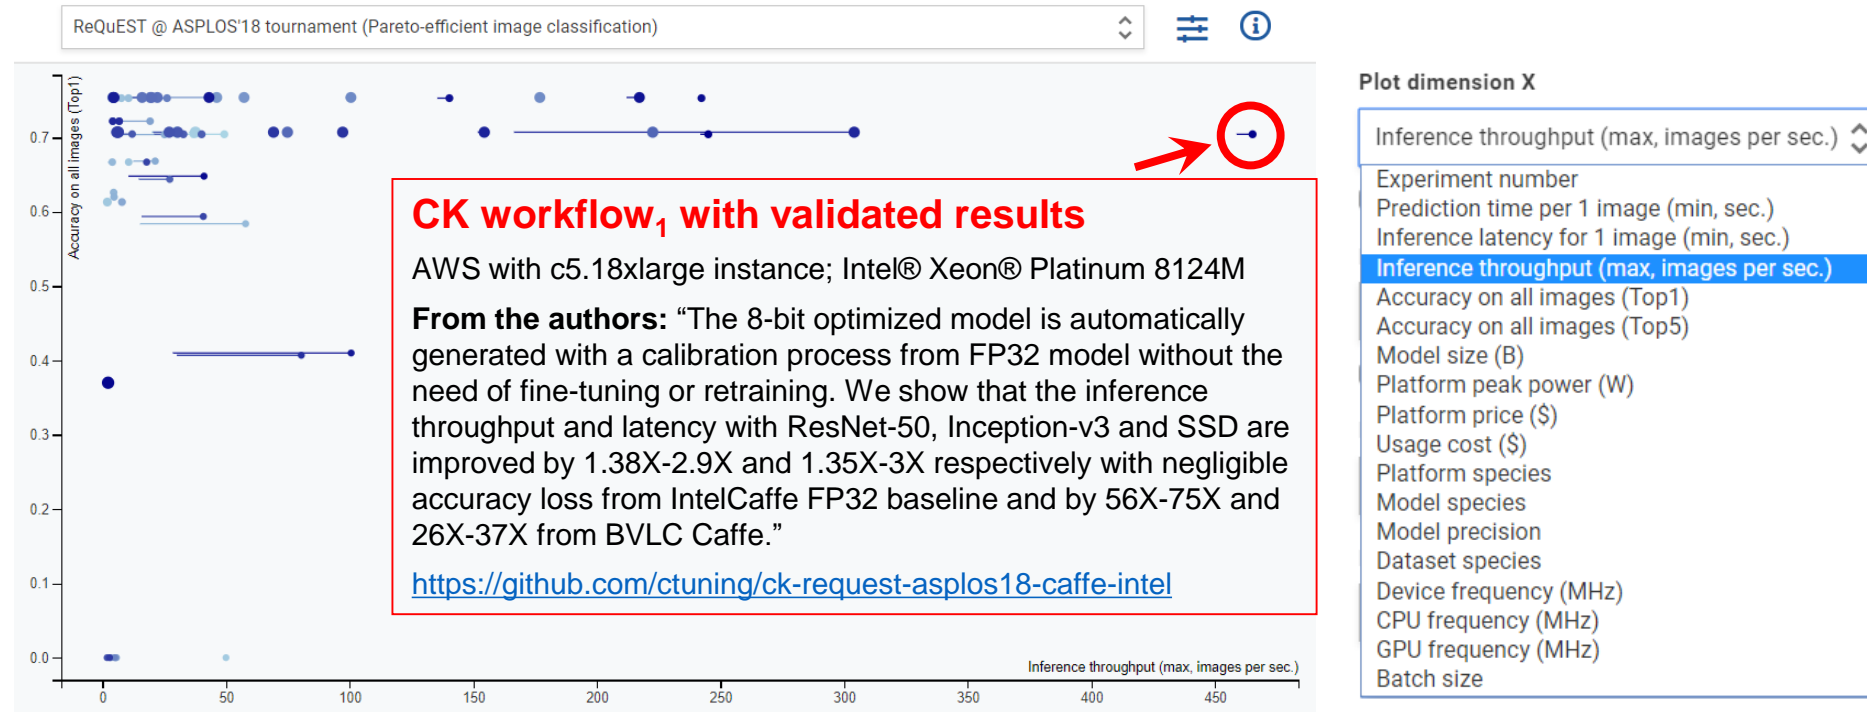 ReQuEST @ ASPLOS'18 tournament (Pareto-efficient image classification)
Accuracy on all images (Top1)
0.7
0.6
0.5
0.4
0.3
0.2
0.1
0.0
0
50
100
150
200
250
300
350
400
450
Inference throughput (max, images per sec.)
CK workflow1 with validated results
AWS with c5.18xlarge instance; Intel® Xeon® Platinum 8124M
From the authors: “The 8-bit optimized model is automatically
generated with a calibration process from FP32 model without the
need of fine-tuning or retraining. We show that the inference
throughput and latency with ResNet-50, Inception-v3 and SSD are
improved by 1.38X-2.9X and 1.35X-3X respectively with negligible
accuracy loss from IntelCaffe FP32 baseline and by 56X-75X and
26X-37X from BVLC Caffe.”
https://github.com/ctuning/ck-request-asplos18-caffe-intel
Plot dimension X
Inference throughput (max, images per sec.)
Experiment number
Prediction time per 1 image (min, sec.)
Inference latency for 1 image (min, sec.)
Inference throughput (max, images per sec.)
Accuracy on all images (Top1)
Accuracy on all images (Top5)
Model size (B)
Platform peak power (W)
Platform price ($)
Usage cost ($)
Platform species
Model species
Model precision
Dataset species
Device frequency (MHz)
CPU frequency (MHz)
GPU frequency (MHz)
Batch size